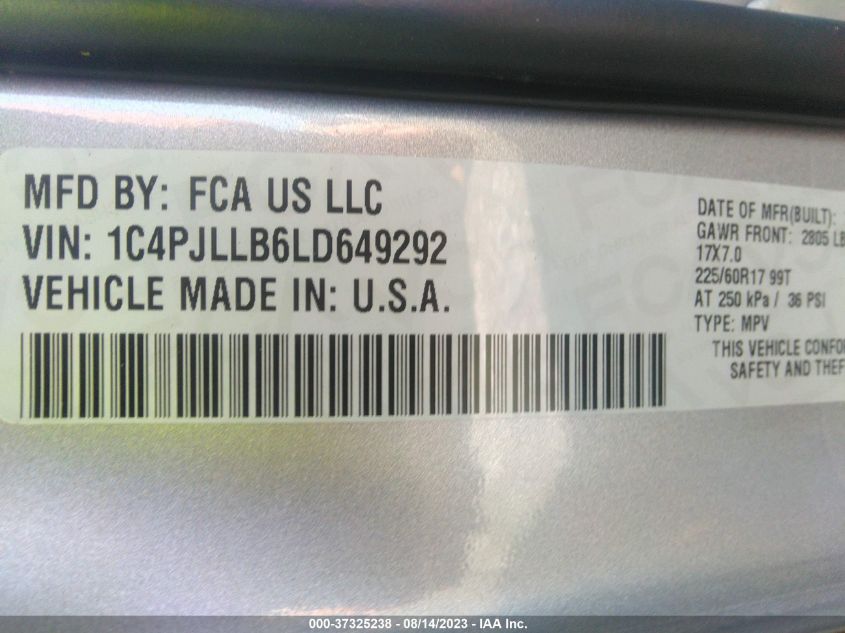 MFD BY: FCA US LLC
VIN: 1C4PJLLB6LD649292
VEHICLE MADE IN: U.S.A.
DATE OF MFR(BUILT):
GAWR FRONT: 2805 LB
17X7.0
225/60R17 99T
AT 250 kPa / 36 PSI
TYPE: MPV
THIS VEHICLE CONFO
SAFETY AND THEF
000-37325238 - 08/14/2023 - IAA Inc.